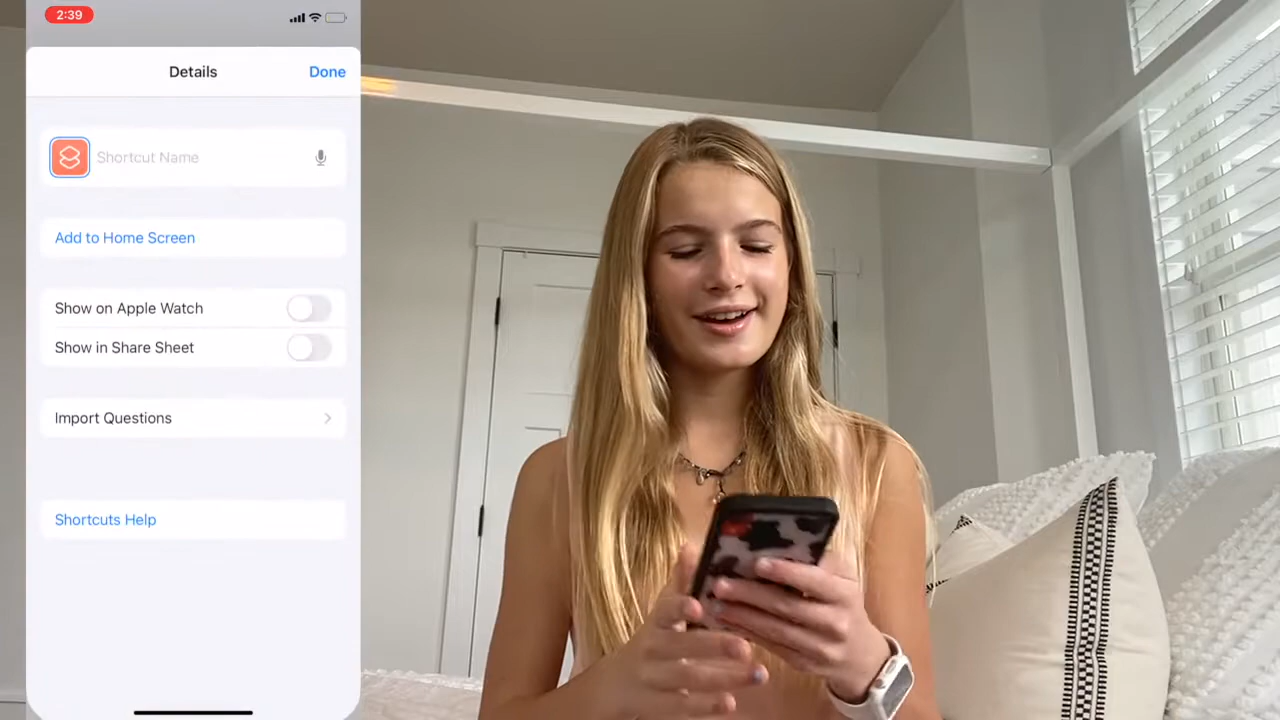 2:39
Details
Done
Shortcut Name
Add to Home Screen
Show on Apple Watch
Show in Share Sheet
Import Questions
Shortcuts Help